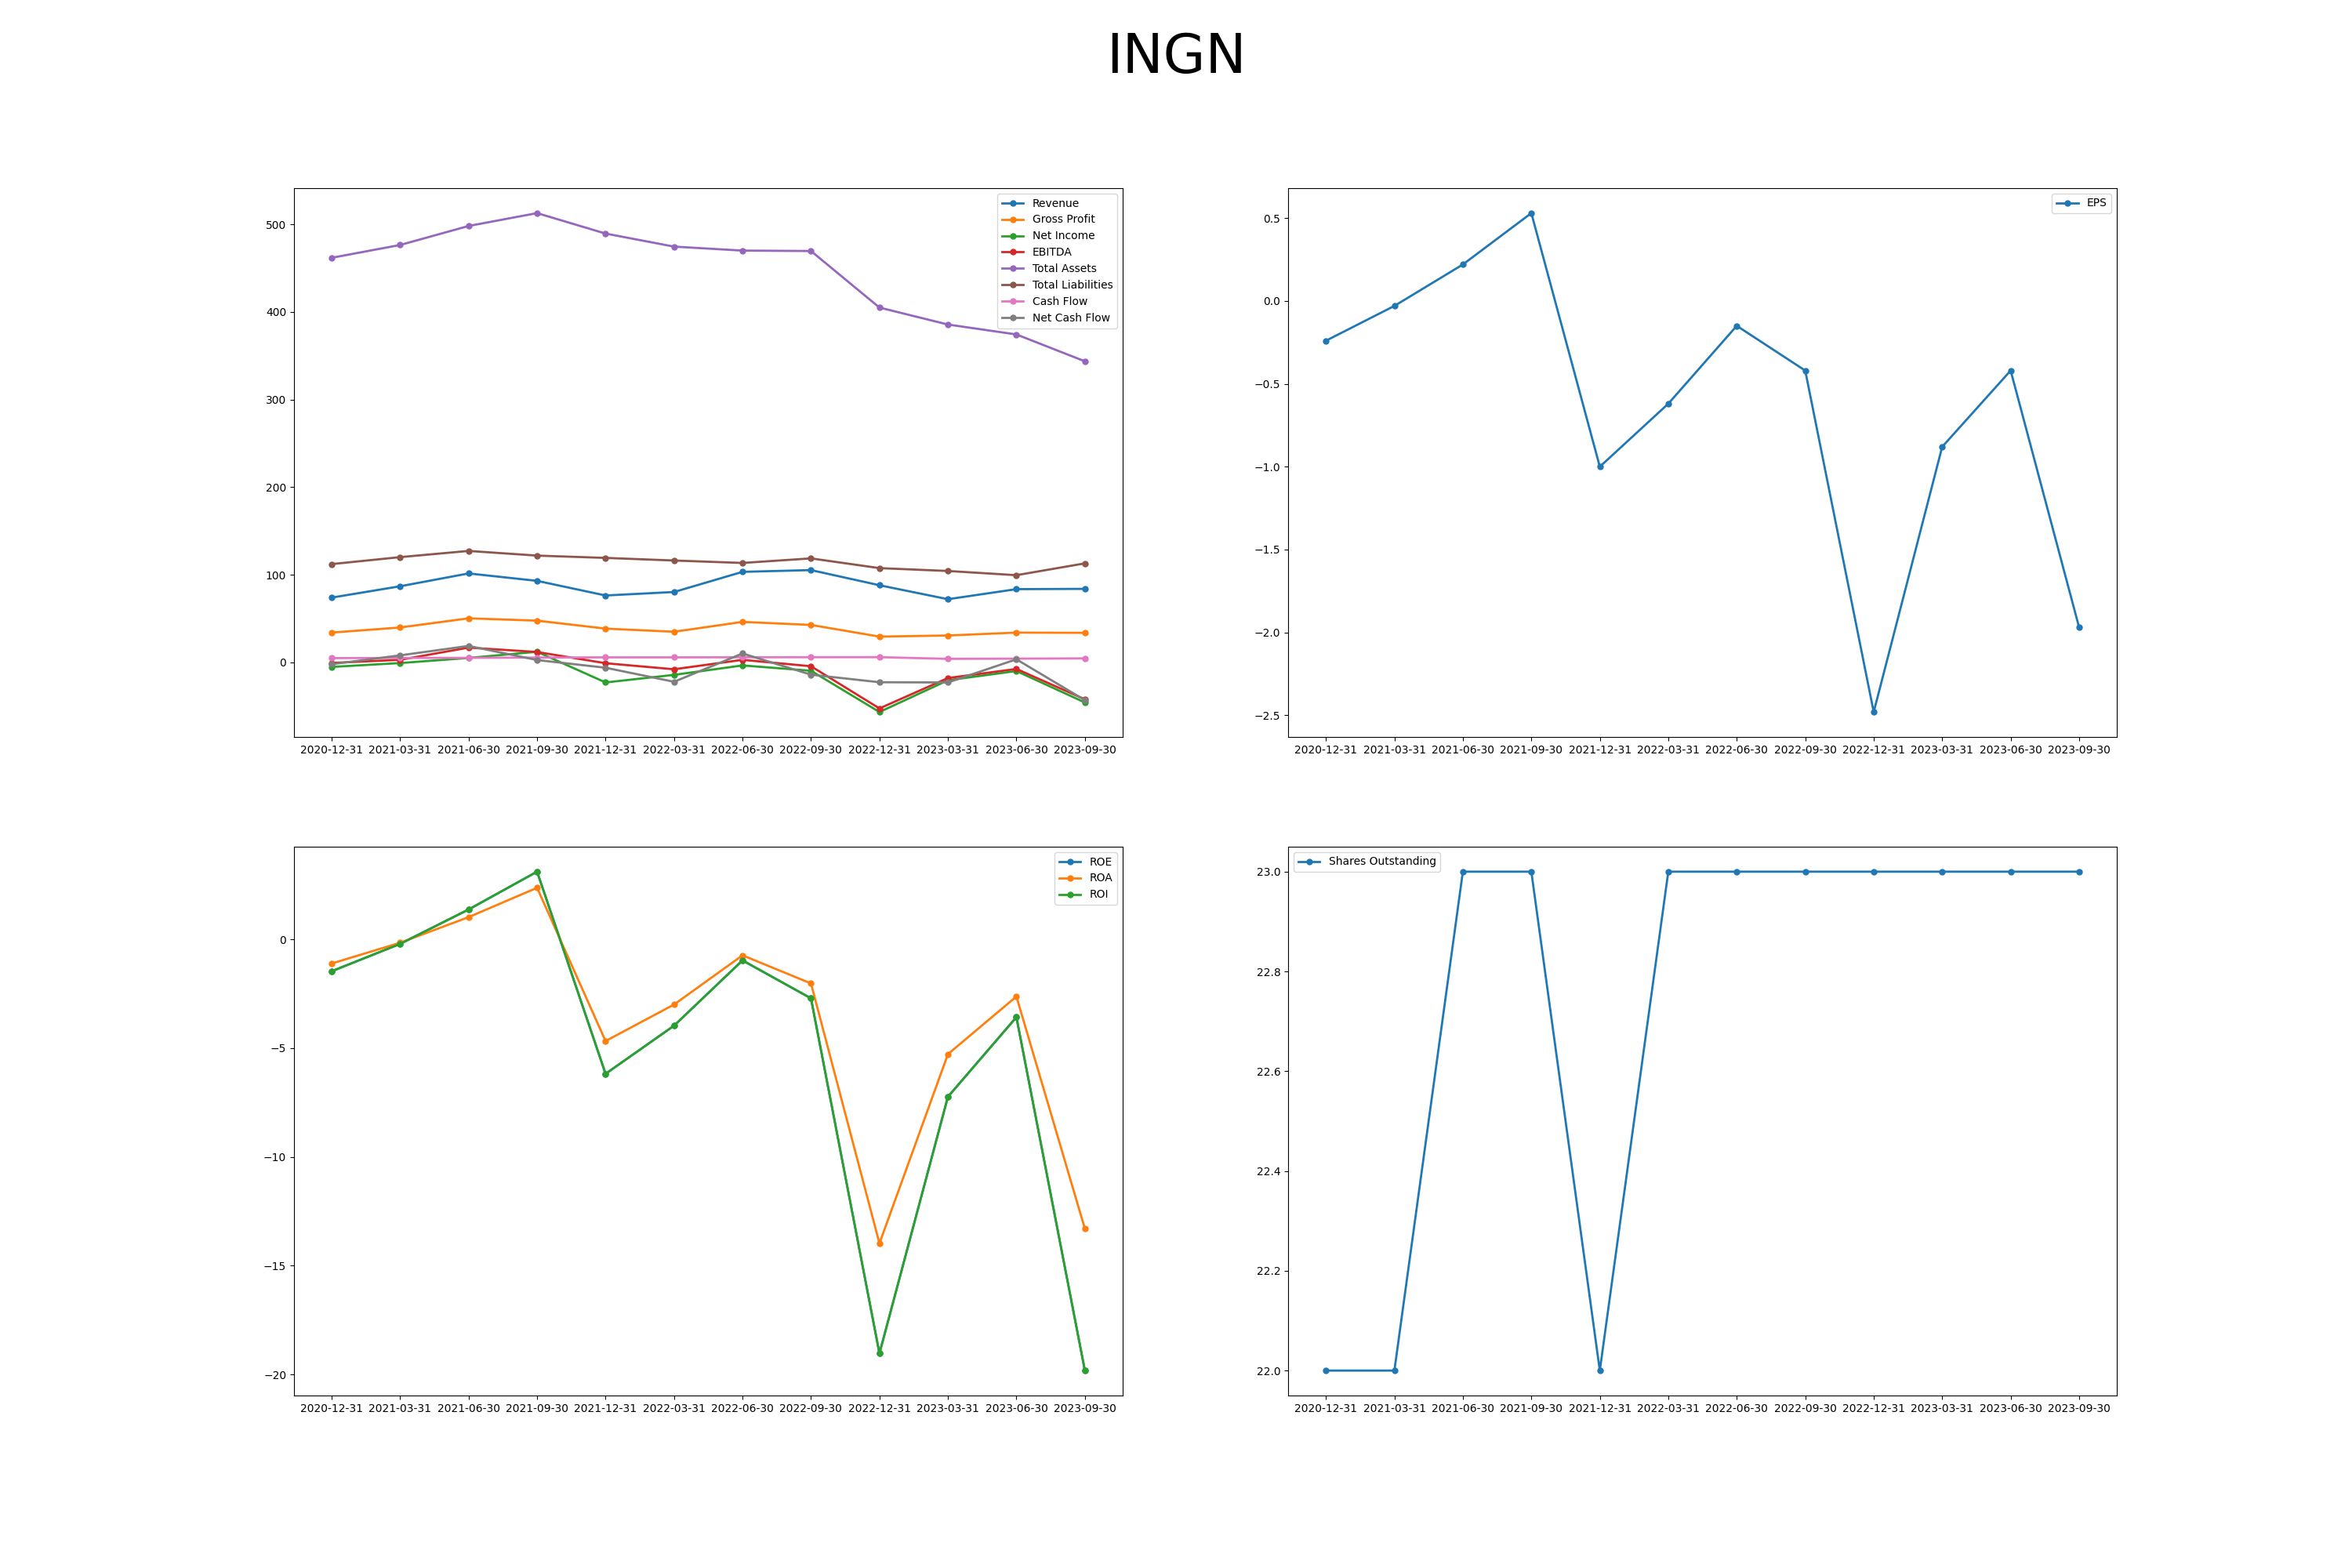 INGN
500
400
300
200
100
0
Revenue
Gross Profit
Net Income
EBITDA
Total Assets
Total Liabilities
Cash Flow
Net Cash Flow
2020-12-31 2021-03-31 2021-06-30 2021-09-30 2021-12-31 2022-03-31 2022-06-30 2022-09-30 2022-12-31 2023-03-31 2023-06-30 2023-09-30
0.5
0.0
−0.5
−1.0
−1.5
−2.0
−2.5
EPS
2020-12-31 2021-03-31 2021-06-30 2021-09-30 2021-12-31 2022-03-31 2022-06-30 2022-09-30 2022-12-31 2023-03-31 2023-06-30 2023-09-30
0
−5
−10
−15
−20
ROE
ROA
ROI
2020-12-31 2021-03-31 2021-06-30 2021-09-30 2021-12-31 2022-03-31 2022-06-30 2022-09-30 2022-12-31 2023-03-31 2023-06-30 2023-09-30
Shares Outstanding
23.0
22.8
22.6
22.4
22.2
22.0
2020-12-31 2021-03-31 2021-06-30 2021-09-30 2021-12-31 2022-03-31 2022-06-30 2022-09-30 2022-12-31 2023-03-31 2023-06-30 2023-09-30